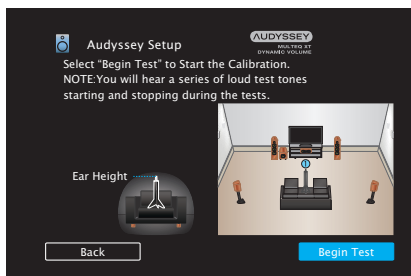 Audyssey Setup
AUDYSSEY
MULTEQ XT
DYNAMIC VOLUME
Select “Begin Test” to Start the Calibration.
NOTE:You will hear a series of loud test tones
starting and stopping during the tests.
Ear Height
Back
Begin Test